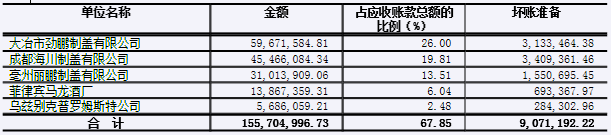 单位名称 金额 占应收账款总额的比例（%） 坏账准备
大冶市劲鹏制盖有限公司 59,671,584.81 26.00 3,133,464.38
成都海川制盖有限公司 45,466,084.34 19.81 3,409,361.46
亳州丽鹏制盖有限公司 31,013,909.06 13.51 1,550,695.45
菲律宾马龙酒厂 13,867,359.31 6.04 693,367.97
乌兹别克普罗姆斯特公司 5,686,059.21 2.48 284,302.96
合 计 155,704,996.73 67.85 9,071,192.22